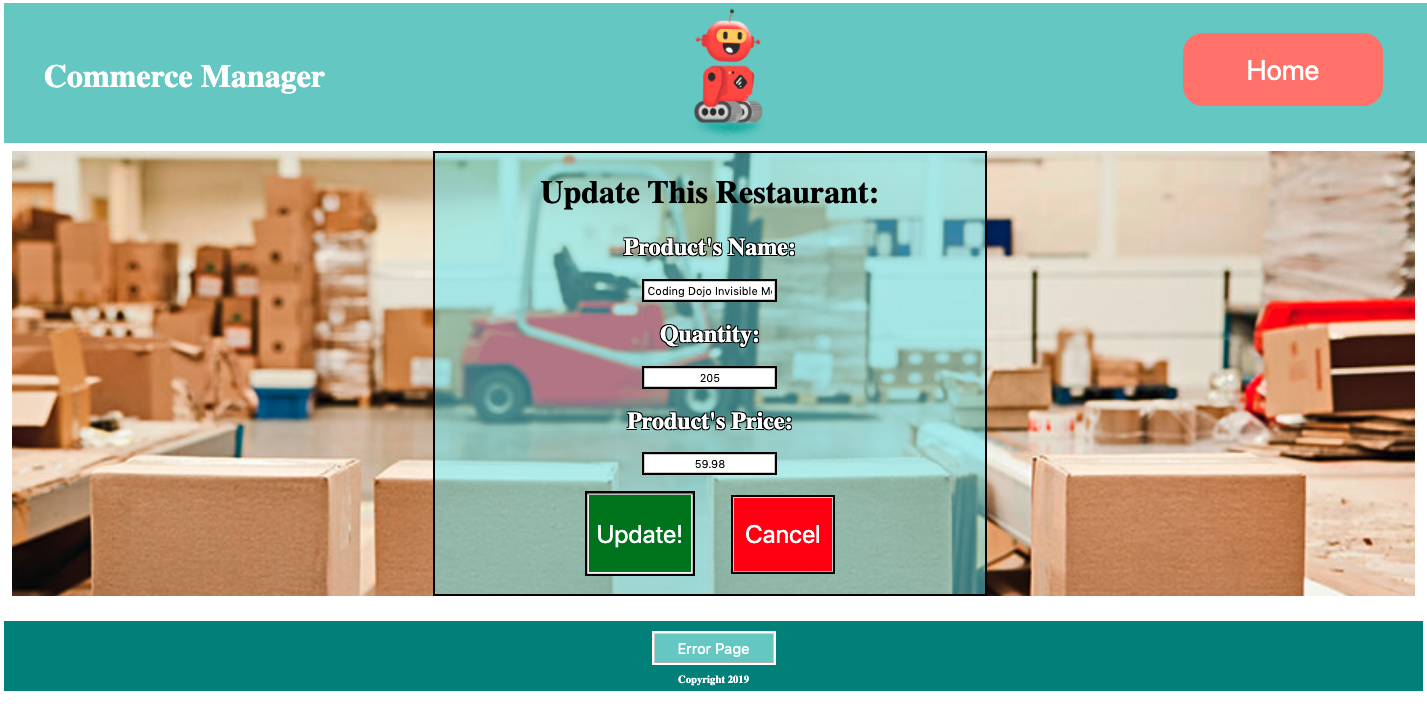 Commerce Manager
Home
Update This Restaurant:
Product's Name:
Coding Dojo Invisible M
Quantity:
205
Product's Price:
59.98
Update!
Cancel
Error Page
Copyright 2019